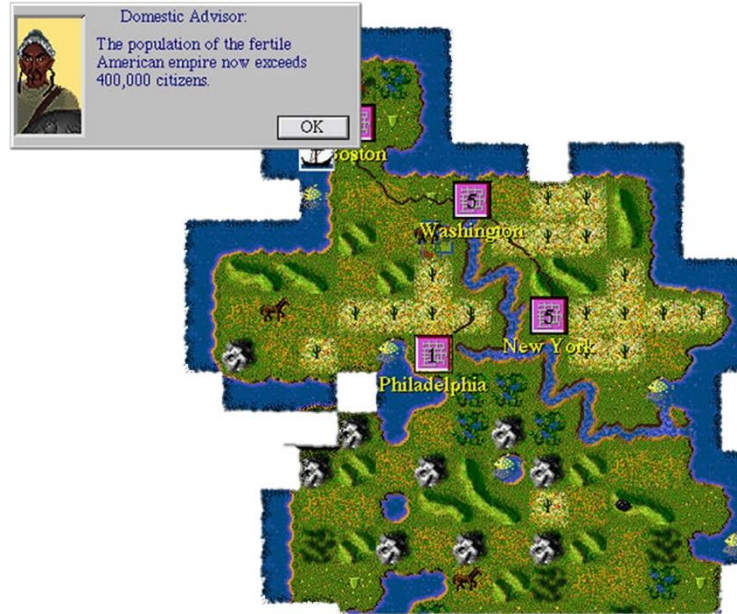 Domestic Advisor:
The population of the fertile
American empire now exceeds
400,000 citizens.
OK
Boston
5
Washington
5
New York
1
Philadelphia